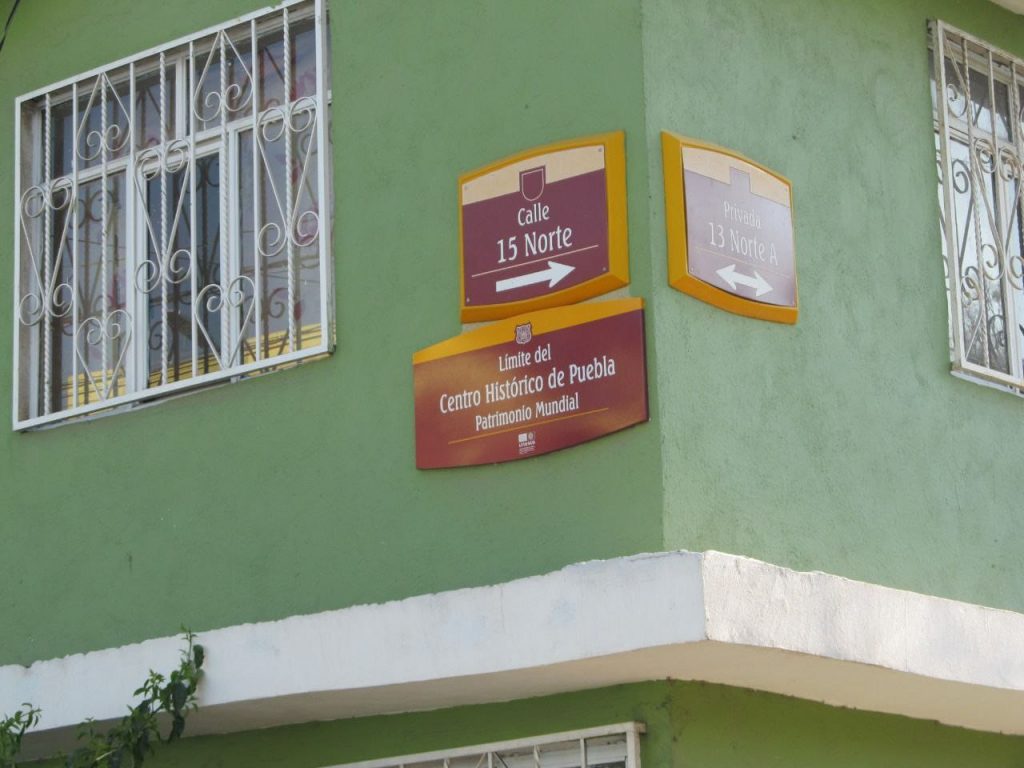 Calle
15 Norte
Privada
13 Norte A
Límite del
Centro Histórico de Puebla
Patrimonio Mundial